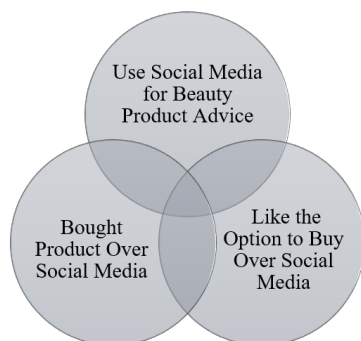 Use Social Media
for Beauty
Product Advice
Bought
Product Over
Social Media
Like the
Option to Buy
Over Social
Media